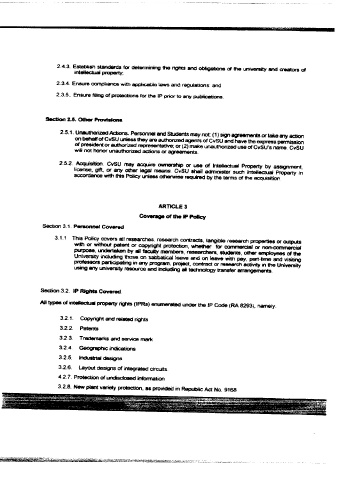 2.4.3. Establish standards for determining the rights and obligations of the university and creators of
intellectual property;
2.3.4. Ensure compliance with applicable laws and regulations and
2.3.5. Ensure filing of protections for the IP prior to any publications.
Section 2.5. Other Provisions
2.5.1. Unauthorized Actions. Personnel and Students may not: (1) sign agreements or take any action
on behalf of CvSU unless they are authorized agents of CvSU and have the express permission
of president or authorized representative; or (2) make unauthorized use of CvSU's name. CvSU
will not honor unauthorized actions or agreements.
2.5.2. Acquisition. CvSU may acquire ownership or use of Intellectual Property by assignment,
license, gift, or any other legal means. CvSU shall administer such Intellectual Property in
accordance with this Policy unless otherwise required by the terms of the acquisition
ARTICLE 3
Coverage of the IP Policy
Section 3.1. Personnel Covered
3.1.1 This Policy covers all researches, research contracts, tangible research properties or outputs
with or without patent or copyright protection, whether for commercial or non-commercial
purpose, undertaken by all faculty members, researchers, students, other employees of the
University including those on sabbatical leave and on leave with pay, part-time and visiting
professors participating in any program, project, contract or research activity in the University
using any university resource and including all technology transfer arrangements.
Section 3.2. IP Rights Covered
All types of intellectual property rights (IPRs) enumerated under the IP Code (RA 8293), namely:
3.2.1. Copyright and related rights
3.2.2. Patents
3.2.3. Trademarks and service mark
3.2.4 Geographic indications
3.2.5. Industrial designs
3.2.6. Layout designs of integrated circuits
4.2.7. Protection of undisclosed information
3.2.8. New plant variety protection, as provided in Republic Act No. 9168